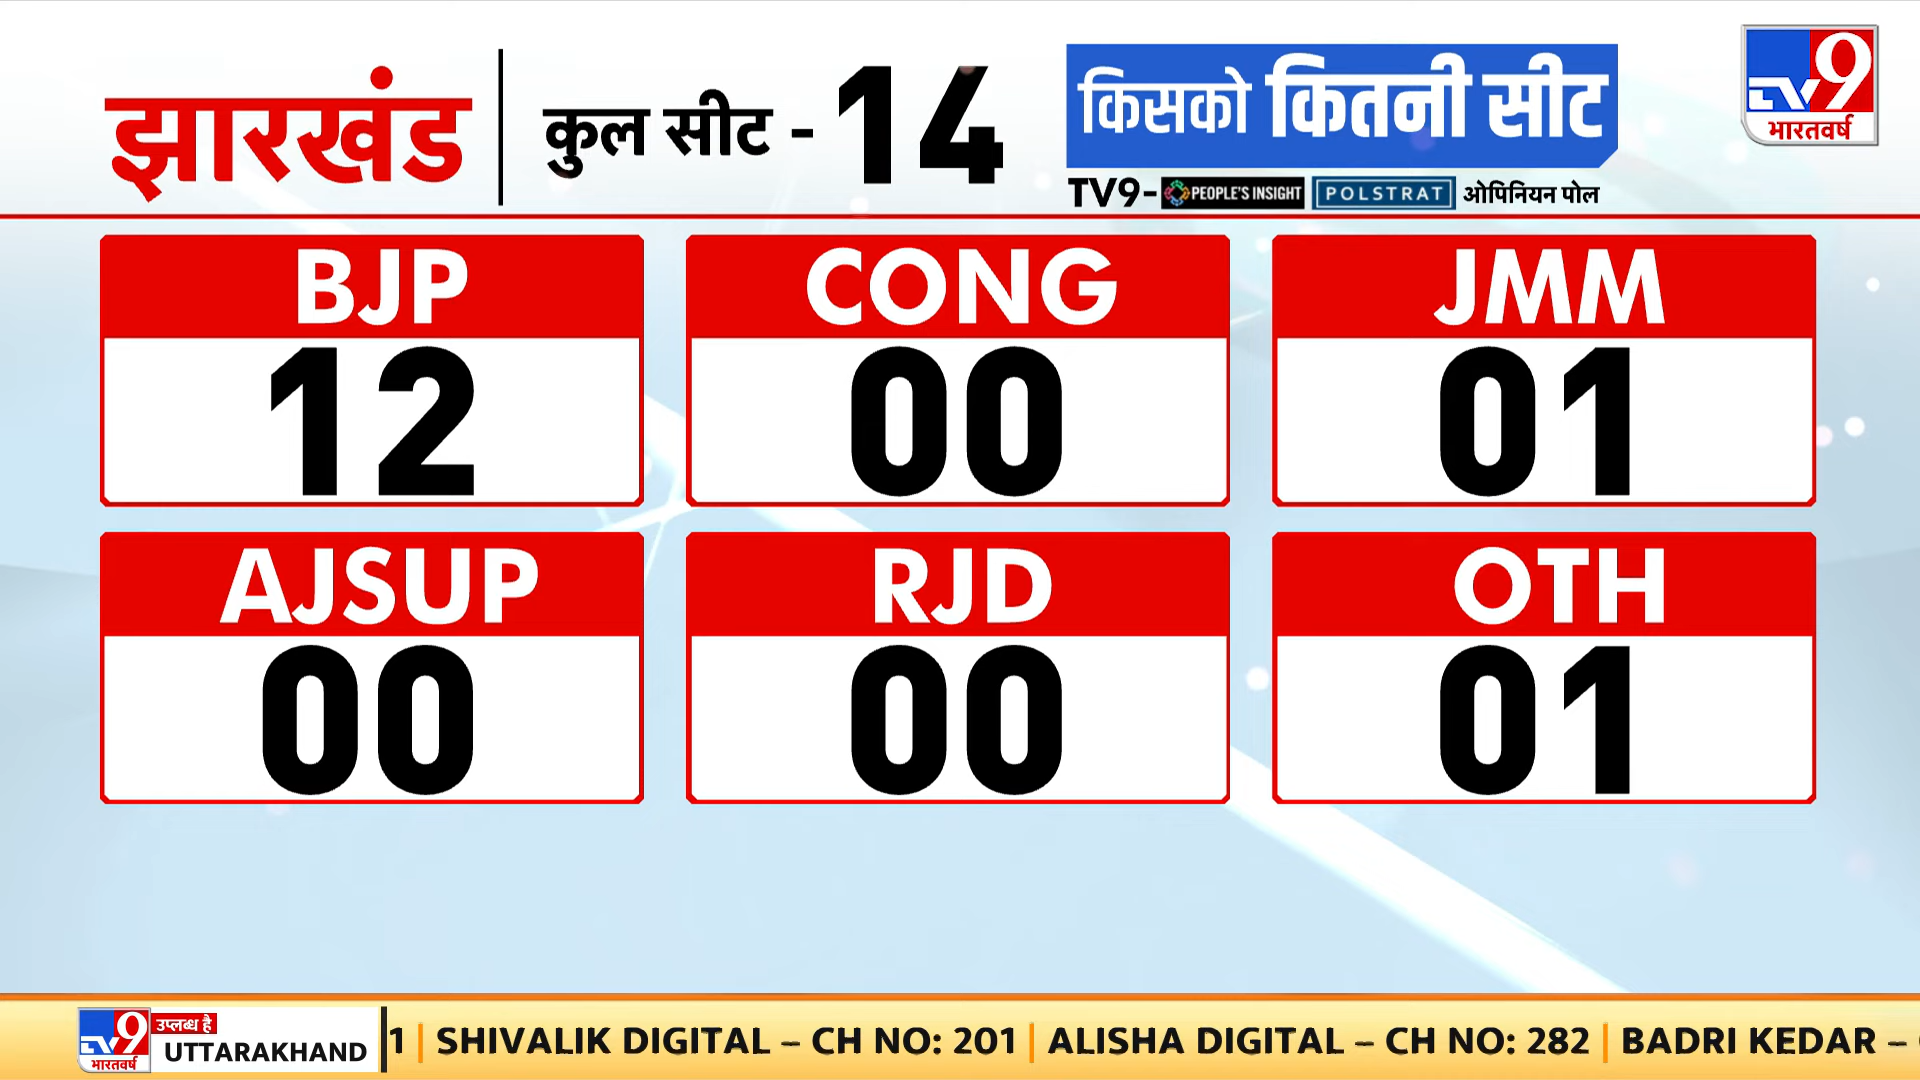 झारखंड
कुल सीट - 14
किसको कितनी सीट
TV9
भारतवर्ष
TV9- PEOPLE'S INSIGHT POLSTRAT ओपिनियन पोल
BJP CONG JMM
12 00 01
AJSUP RJD OTH
00 00 01
TV9 भारतवर्ष उपलब्ध है
UTTARAKHAND
1 | SHIVALIK DIGITAL – CH NO: 201 | ALISHA DIGITAL – CH NO: 282 | BADRI KEDAR –